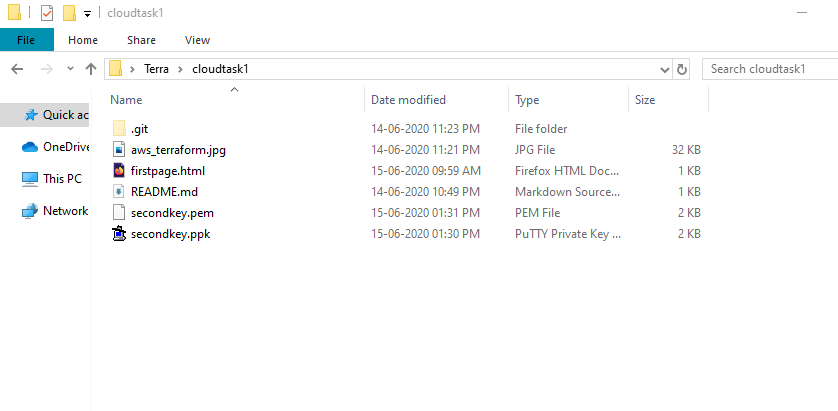 cloudtask1
File Home Share View
Terra cloudtask1 Search cloudtask1
Name Date modified Type Size
Quick ac
OneDrive
This PC
Network
.git 14-06-2020 11:23 PM File folder
aws_terraform.jpg 14-06-2020 11:21 PM JPG File 32 KB
firstpage.html 15-06-2020 09:59 AM Firefox HTML Doc... 1 KB
README.md 14-06-2020 10:49 PM Markdown Source... 1 KB
secondkey.pem 15-06-2020 01:31 PM PEM File 2 KB
secondkey.ppk 15-06-2020 01:30 PM PuTTY Private Key ... 2 KB